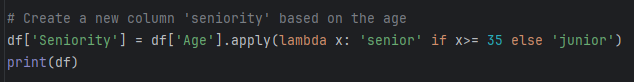 # Create a new column 'seniority' based on the age
df['Seniority'] = df['Age'].apply(lambda x: 'senior' if x>= 35 else 'junior')
print(df)